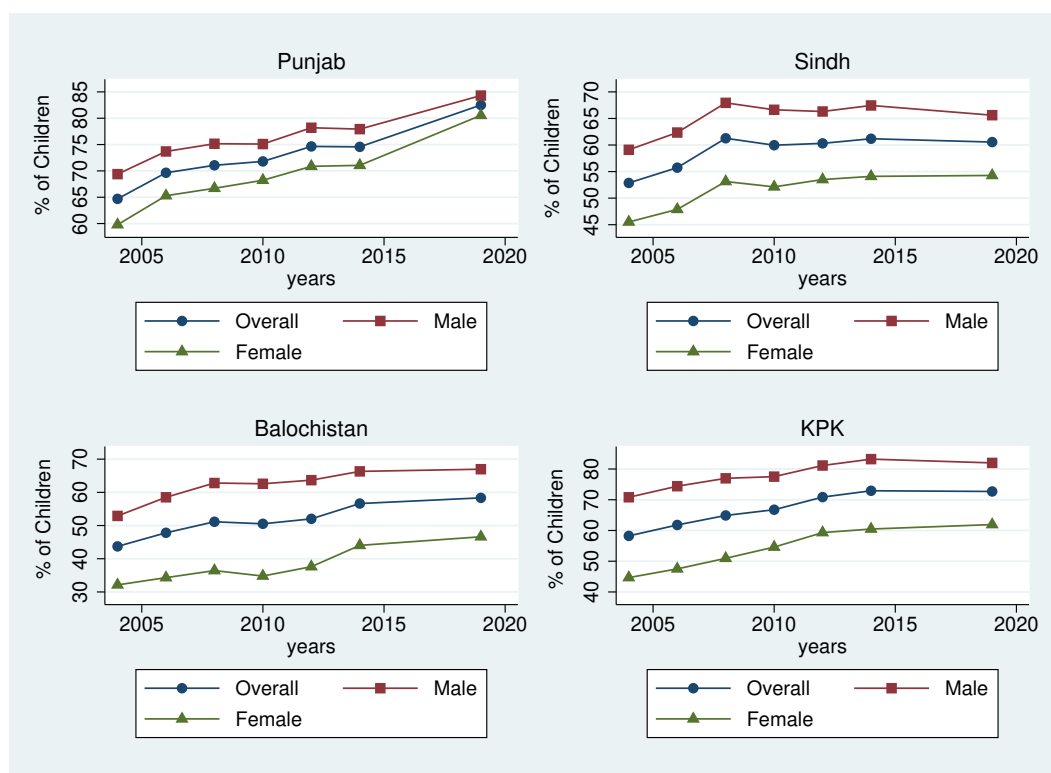 Punjab
% of Children
60 65 70 75 80 85
2005 2010 2015 2020
years
Overall Male
Female
Sindh
% of Children
45 50 55 60 65 70
2005 2010 2015 2020
years
Overall Male
Female
Balochistan
% of Children
30 40 50 60 70
2005 2010 2015 2020
years
Overall Male
Female
KPK
% of Children
40 50 60 70 80
2005 2010 2015 2020
years
Overall Male
Female